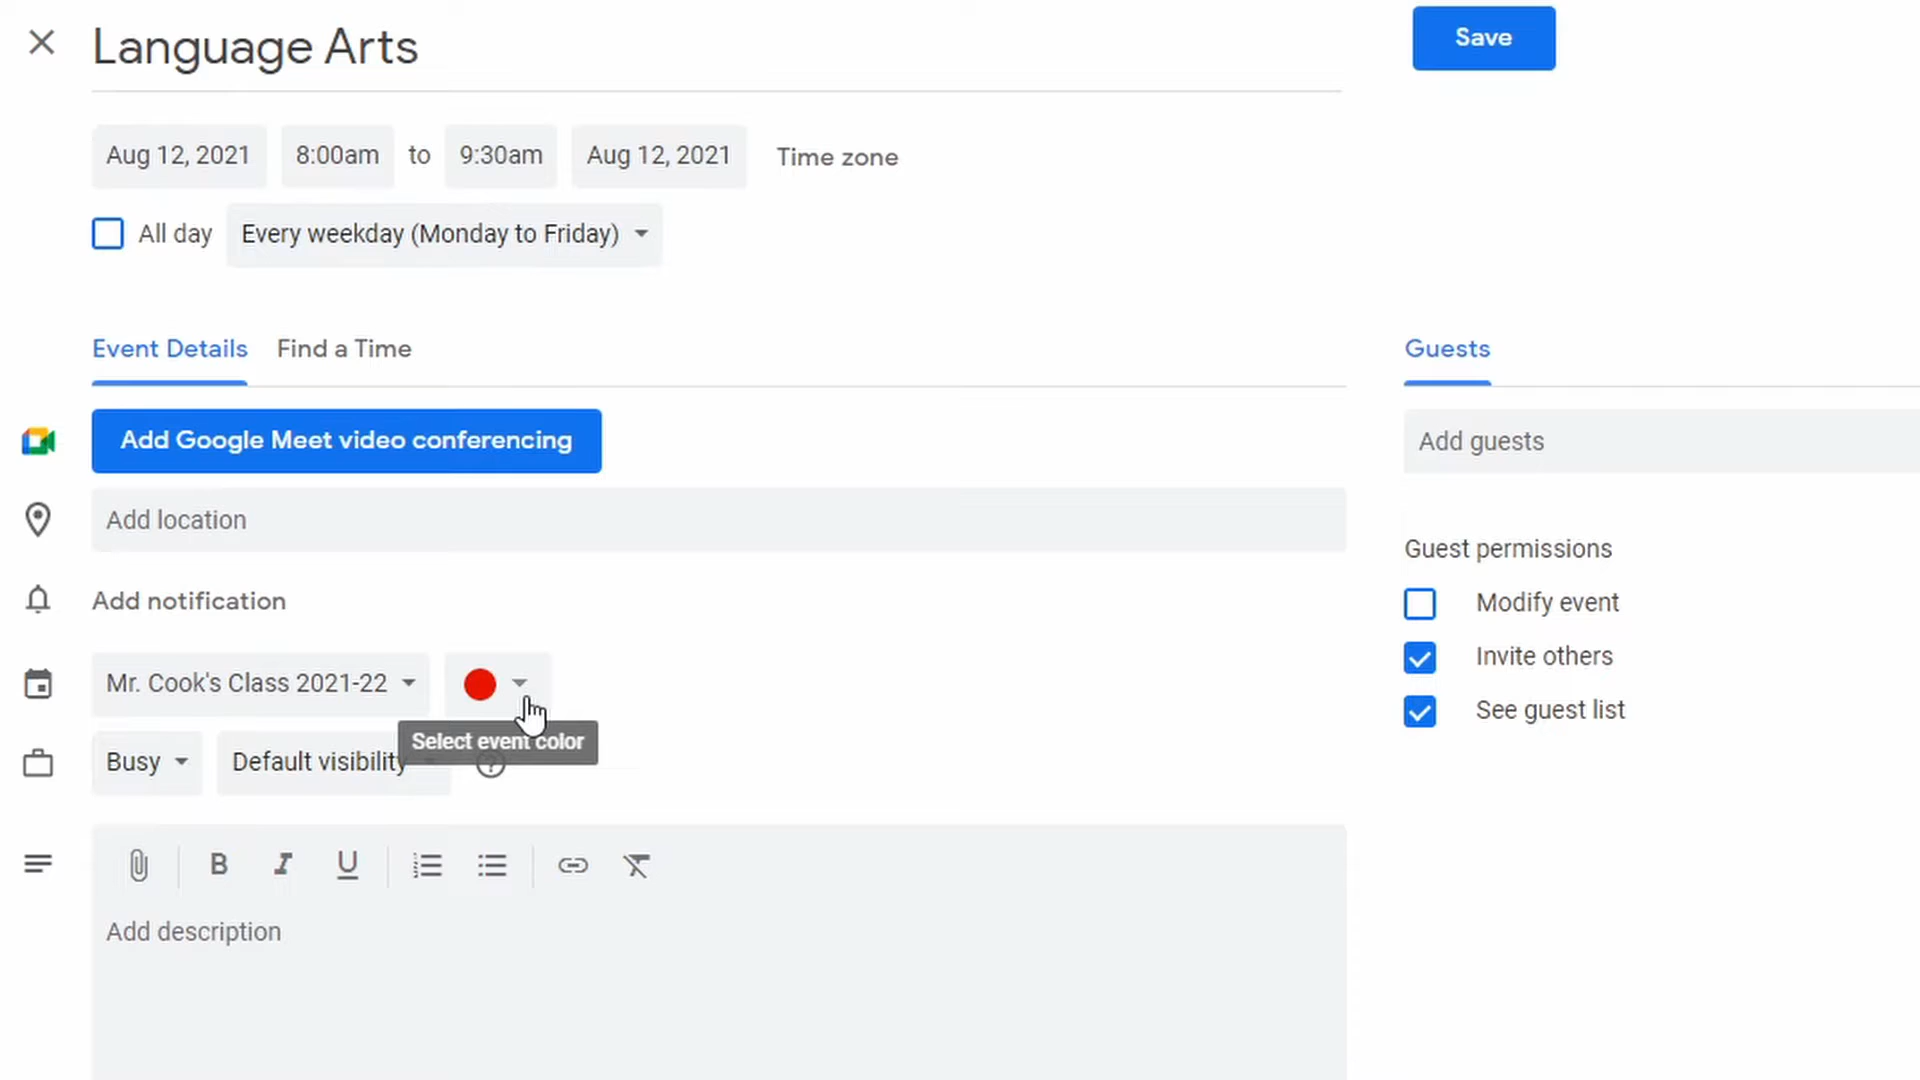 Language Arts
Save
Aug 12, 2021 8:00am to 9:30am Aug 12, 2021 Time zone
All day Every weekday (Monday to Friday)
Event Details Find a Time
Guests
Add Google Meet video conferencing
Add guests
Add location
Guest permissions
Add notification
Modify event
Invite others
Mr. Cook's Class 2021-22
See guest list
Select event color
Busy Default visibility
B I U
Add description